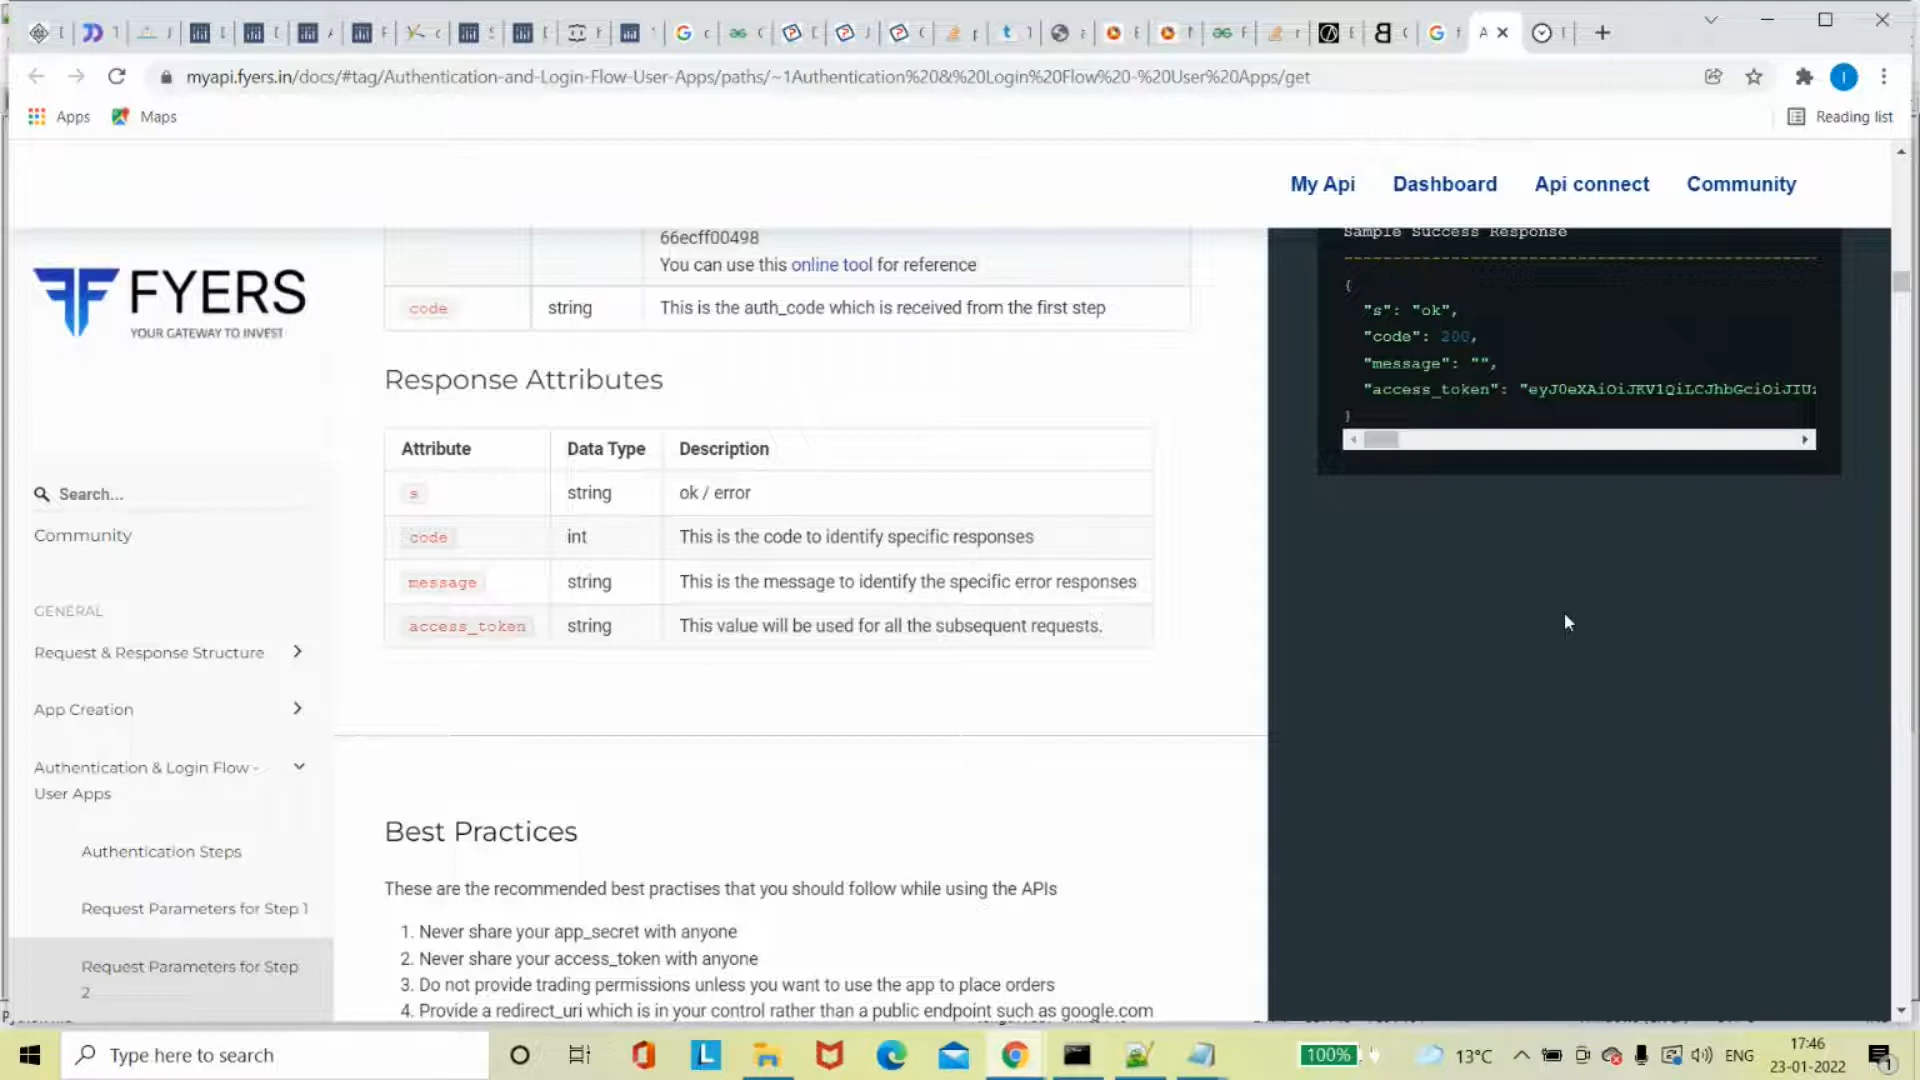 myapi.fyers.in/docs/#tag/Authentication-and-Login-Flow-User-Apps/paths/~1Authentication%20&%20Login%20Flow%20-%20User%20Apps/get
Apps
Maps
Reading list
My Api
Dashboard
Api connect
Community
FYERS
YOUR GATEWAY TO INVEST
Search...
Community
GENERAL
Request & Response Structure
App Creation
Authentication & Login Flow -
User Apps
Authentication Steps
Request Parameters for Step 1
Request Parameters for Step
2
66ecff00498
You can use this online tool for reference
code string This is the auth_code which is received from the first step
Response Attributes
Attribute Data Type Description
s string ok / error
code int This is the code to identify specific responses
message string This is the message to identify the specific error responses
access_token string This value will be used for all the subsequent requests.
Best Practices
These are the recommended best practises that you should follow while using the APIs
1. Never share your app_secret with anyone
2. Never share your access_token with anyone
3. Do not provide trading permissions unless you want to use the app to place orders
4. Provide a redirect_uri which is in your control rather than a public endpoint such as google.com
Sample Success Response
{
"s": "ok",
"code": 200,
"message": "",
"access_token": "eyJ0eXAiOiJKV1QiLCJhbGciOiJIUz
}
Type here to search
100%
13°C
ENG
17:46
23-01-2022
1